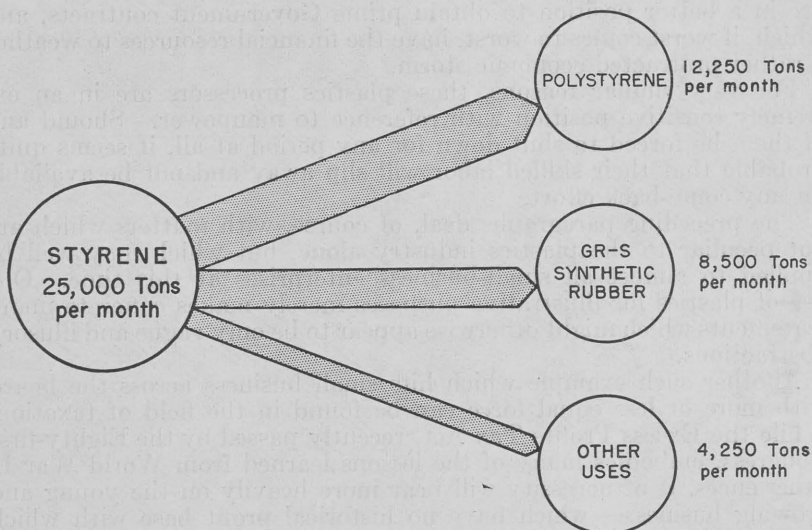 POLYSTYRENE
12,250 Tons
per month
STYRENE
25,000 Tons
per month
GR-S
SYNTHETIC
RUBBER
8,500 Tons
per month
OTHER
USES
4,250 Tons
per month